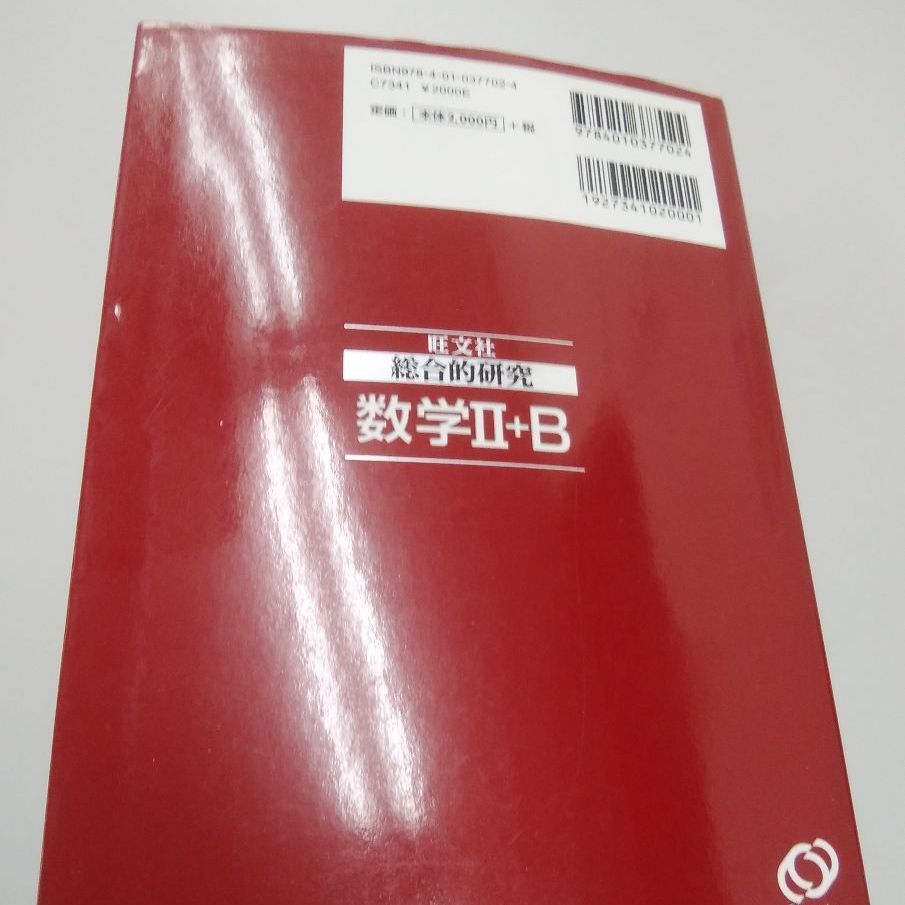 ISBN978-4-01-037702-4
C7341 ¥2000E
定価： 本体2,000円 +税
9784010377024
1927341020001
旺文社
総合的研究
数学Ⅱ+B